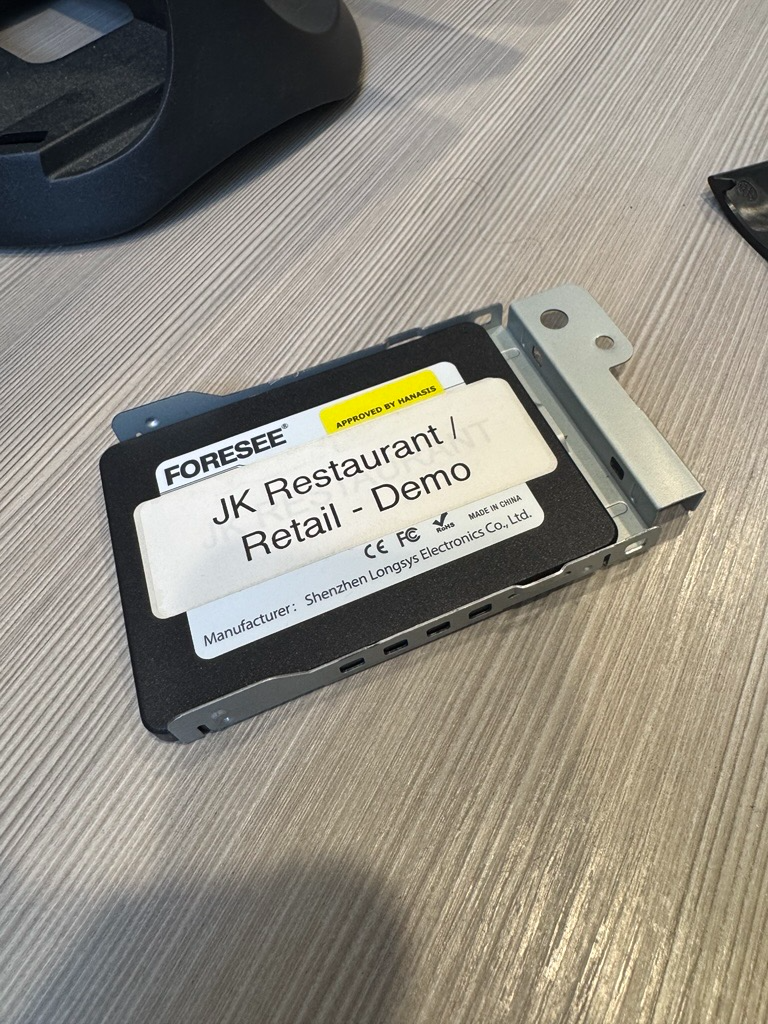 FORESEE®
APPROVED BY HANASIS
JK Restaurant /
Retail - Demo
CE FC RoHS MADE IN CHINA
Manufacturer: Shenzhen Longsys Electronics Co., Ltd.